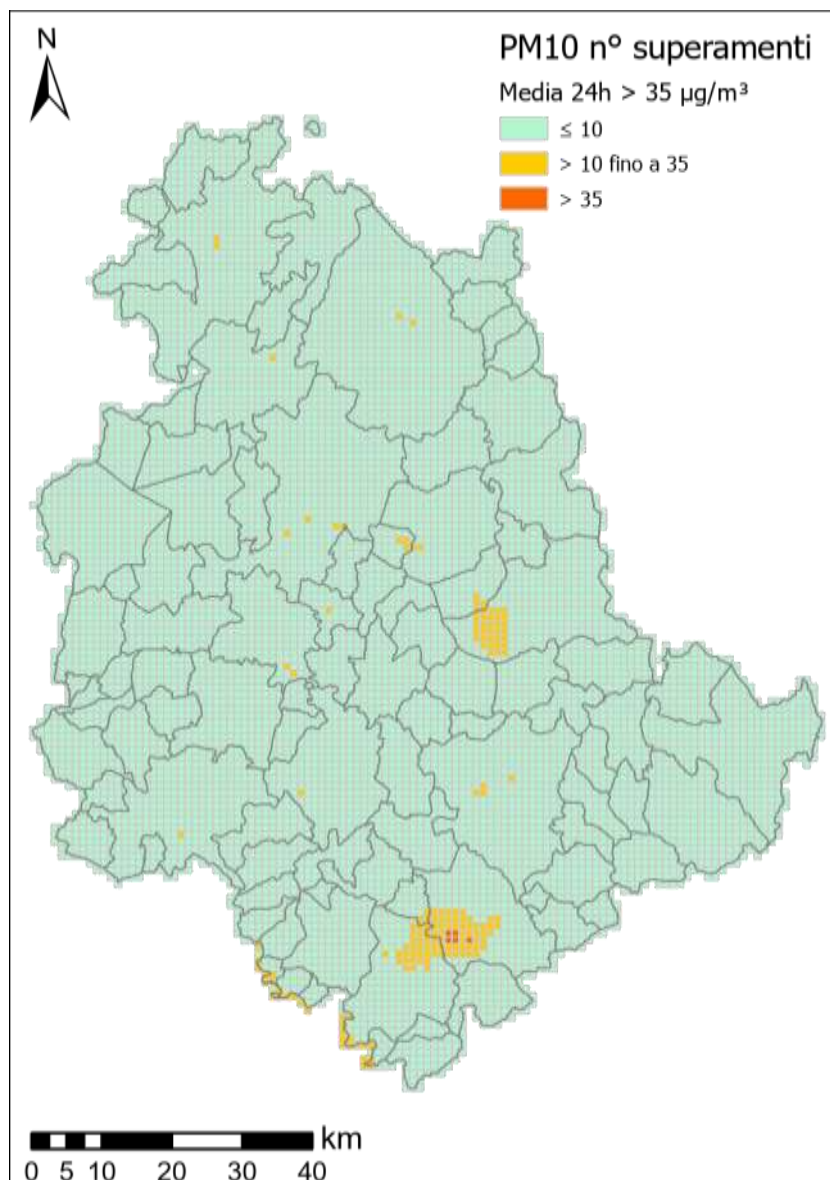 N
PM10 n° superamenti
Media 24h > 35 µg/m³
≤ 10
> 10 fino a 35
> 35
km
0 5 10 20 30 40